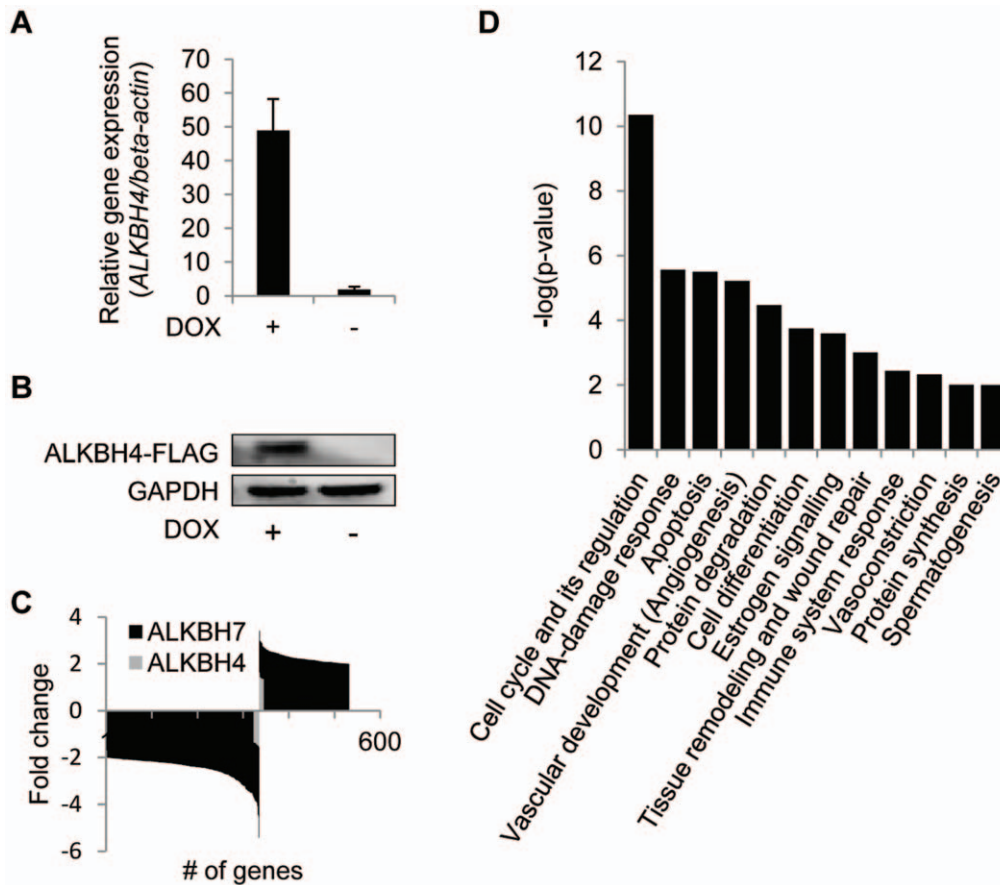 A
Relative gene expression
(ALKBH4/beta-actin)
70
60
50
40
30
20
10
0
DOX
+
-
B
ALKBH4-FLAG
GAPDH
DOX
+
-
C
Fold change
4
2
0
-2
-4
-6
ALKBH7
ALKBH4
600
# of genes
D
-log(p-value)
12
10
8
6
4
2
0
Cell cycle and its regulation
DNA-damage response
Apoptosis
Vascular development (Angiogenesis)
Protein degradation
Cell differentiation
Estrogen signalling
Tissue remodeling and wound repair
Immune system response
Vasoconstriction
Protein synthesis
Spermatogenesis